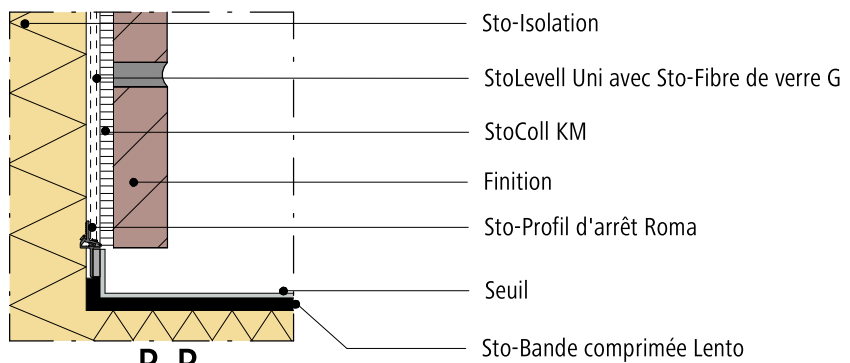 Sto-Isolation
StoLevell Uni avec Sto-Fibre de verre G
StoColl KM
Finition
Sto-Profil d'arrêt Roma
Seuil
Sto-Bande comprimée Lento